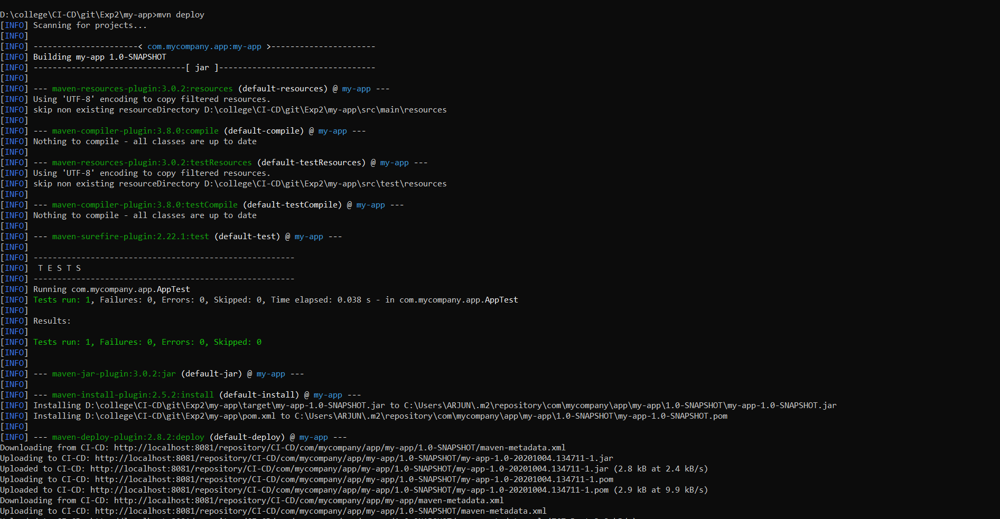 D:\college\CI-CD\git\Exp2\my-app>mvn deploy
[INFO] Scanning for projects...
[INFO]
[INFO] ----------------------< com.mycompany.app:my-app >----------------------
[INFO] Building my-app 1.0-SNAPSHOT
[INFO] --------------------------------[ jar ]---------------------------------
[INFO]
[INFO] --- maven-resources-plugin:3.0.2:resources (default-resources) @ my-app ---
[INFO] Using 'UTF-8' encoding to copy filtered resources.
[INFO] skip non existing resourceDirectory D:\college\CI-CD\git\Exp2\my-app\src\main\resources
[INFO]
[INFO] --- maven-compiler-plugin:3.8.0:compile (default-compile) @ my-app ---
[INFO] Nothing to compile - all classes are up to date
[INFO]
[INFO] --- maven-resources-plugin:3.0.2:testResources (default-testResources) @ my-app ---
[INFO] Using 'UTF-8' encoding to copy filtered resources.
[INFO] skip non existing resourceDirectory D:\college\CI-CD\git\Exp2\my-app\src\test\resources
[INFO]
[INFO] --- maven-compiler-plugin:3.8.0:testCompile (default-testCompile) @ my-app ---
[INFO] Nothing to compile - all classes are up to date
[INFO]
[INFO] --- maven-surefire-plugin:2.22.1:test (default-test) @ my-app ---
[INFO]
[INFO] -------------------------------------------------------
[INFO]  T E S T S
[INFO] -------------------------------------------------------
[INFO] Running com.mycompany.app.AppTest
[INFO] Tests run: 1, Failures: 0, Errors: 0, Skipped: 0, Time elapsed: 0.038 s - in com.mycompany.app.AppTest
[INFO]
[INFO] Results:
[INFO]
[INFO] Tests run: 1, Failures: 0, Errors: 0, Skipped: 0
[INFO]
[INFO]
[INFO] --- maven-jar-plugin:3.0.2:jar (default-jar) @ my-app ---
[INFO]
[INFO] --- maven-install-plugin:2.5.2:install (default-install) @ my-app ---
[INFO] Installing D:\college\CI-CD\git\Exp2\my-app\target\my-app-1.0-SNAPSHOT.jar to C:\Users\ARJUN\.m2\repository\com\mycompany\app\my-app\1.0-SNAPSHOT\my-app-1.0-SNAPSHOT.jar
[INFO] Installing D:\college\CI-CD\git\Exp2\my-app\pom.xml to C:\Users\ARJUN\.m2\repository\com\mycompany\app\my-app\1.0-SNAPSHOT\my-app-1.0-SNAPSHOT.pom
[INFO]
[INFO] --- maven-deploy-plugin:2.8.2:deploy (default-deploy) @ my-app ---
Downloading from CI-CD: http://localhost:8081/repository/CI-CD/com/mycompany/app/my-app/1.0-SNAPSHOT/maven-metadata.xml
Uploading to CI-CD: http://localhost:8081/repository/CI-CD/com/mycompany/app/my-app/1.0-SNAPSHOT/my-app-1.0-20201004.134711-1.jar
Uploaded to CI-CD: http://localhost:8081/repository/CI-CD/com/mycompany/app/my-app/1.0-SNAPSHOT/my-app-1.0-20201004.134711-1.jar (2.8 kB at 2.4 kB/s)
Uploading to CI-CD: http://localhost:8081/repository/CI-CD/com/mycompany/app/my-app/1.0-SNAPSHOT/my-app-1.0-20201004.134711-1.pom
Uploaded to CI-CD: http://localhost:8081/repository/CI-CD/com/mycompany/app/my-app/1.0-SNAPSHOT/my-app-1.0-20201004.134711-1.pom (2.9 kB at 9.9 kB/s)
Downloading from CI-CD: http://localhost:8081/repository/CI-CD/com/mycompany/app/my-app/maven-metadata.xml
Uploading to CI-CD: http://localhost:8081/repository/CI-CD/com/mycompany/app/my-app/1.0-SNAPSHOT/maven-metadata.xml